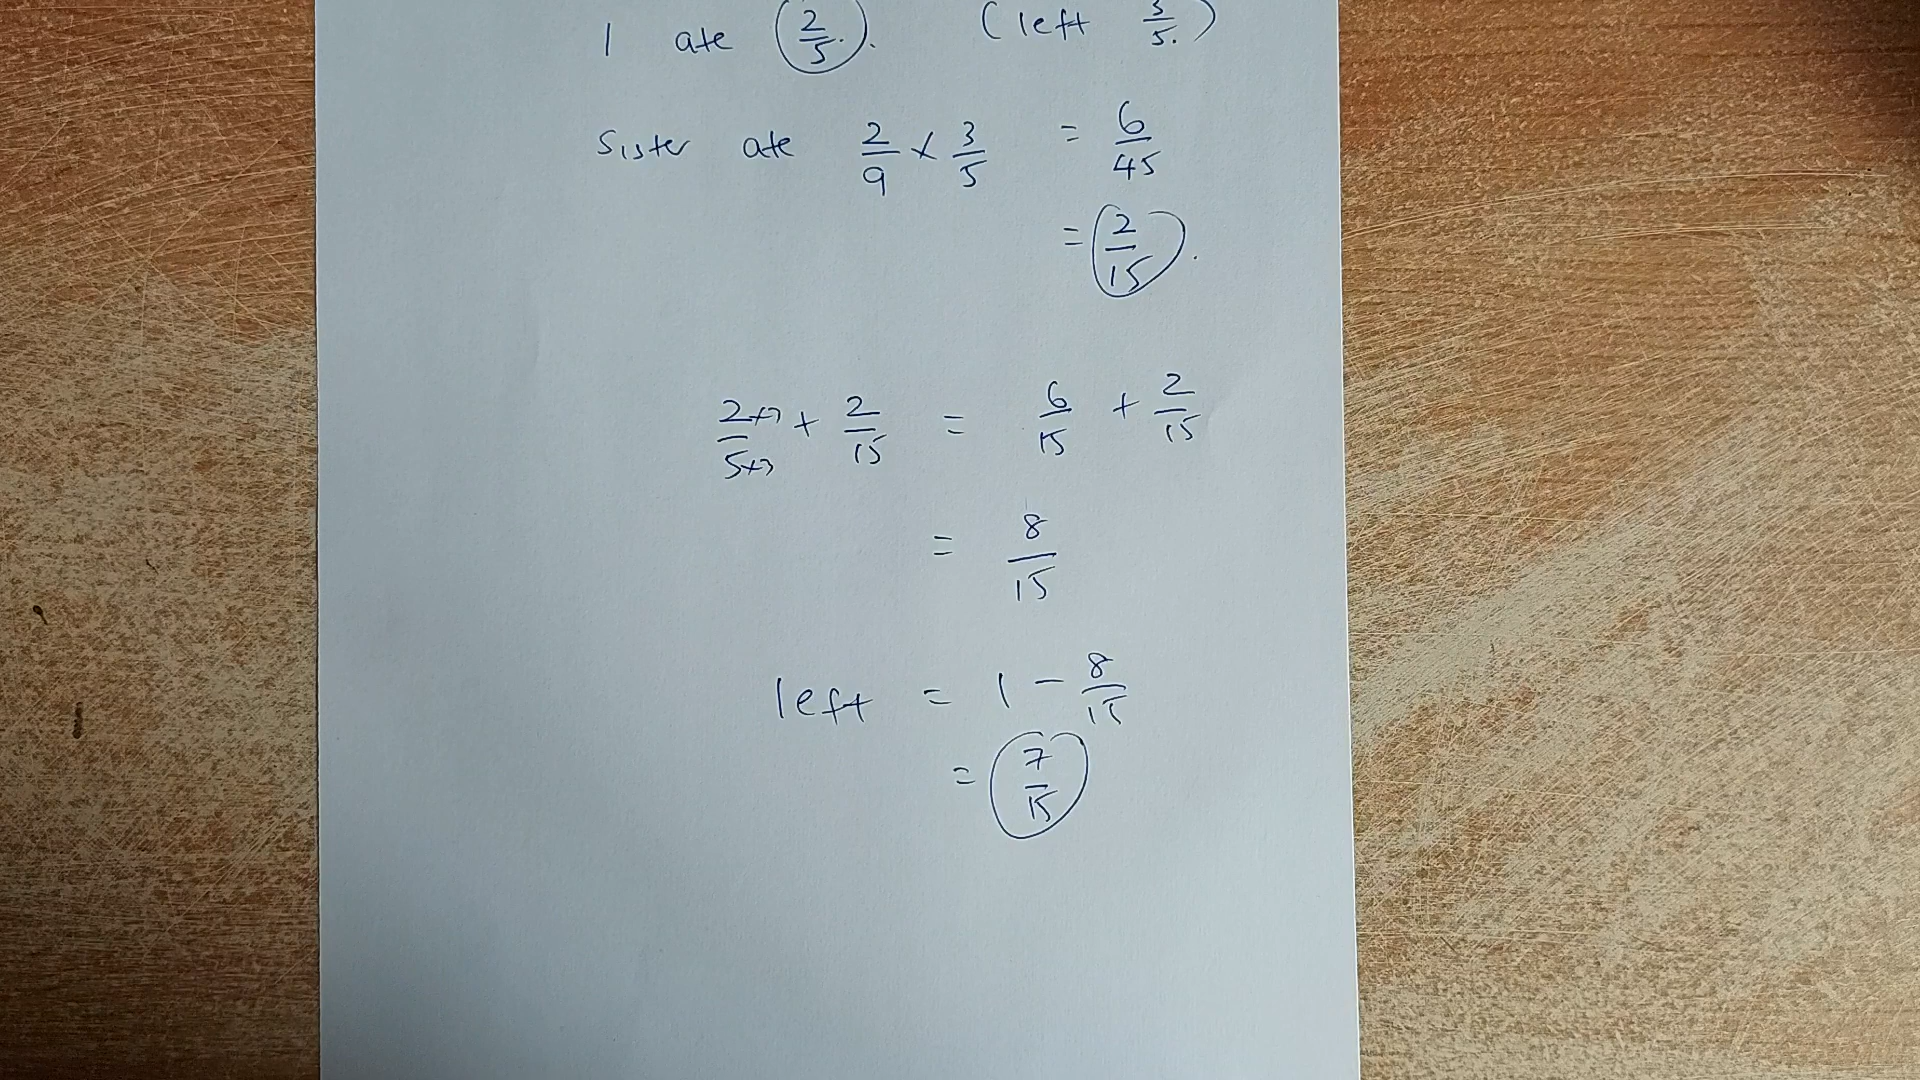 I ate 2/5. (left 3/5.)
Sister ate 2/9 × 3/5 = 6/45
= 2/15.
2×3/5×3 + 2/15 = 6/15 + 2/15
= 8/15
left = 1 - 8/15
= 7/15